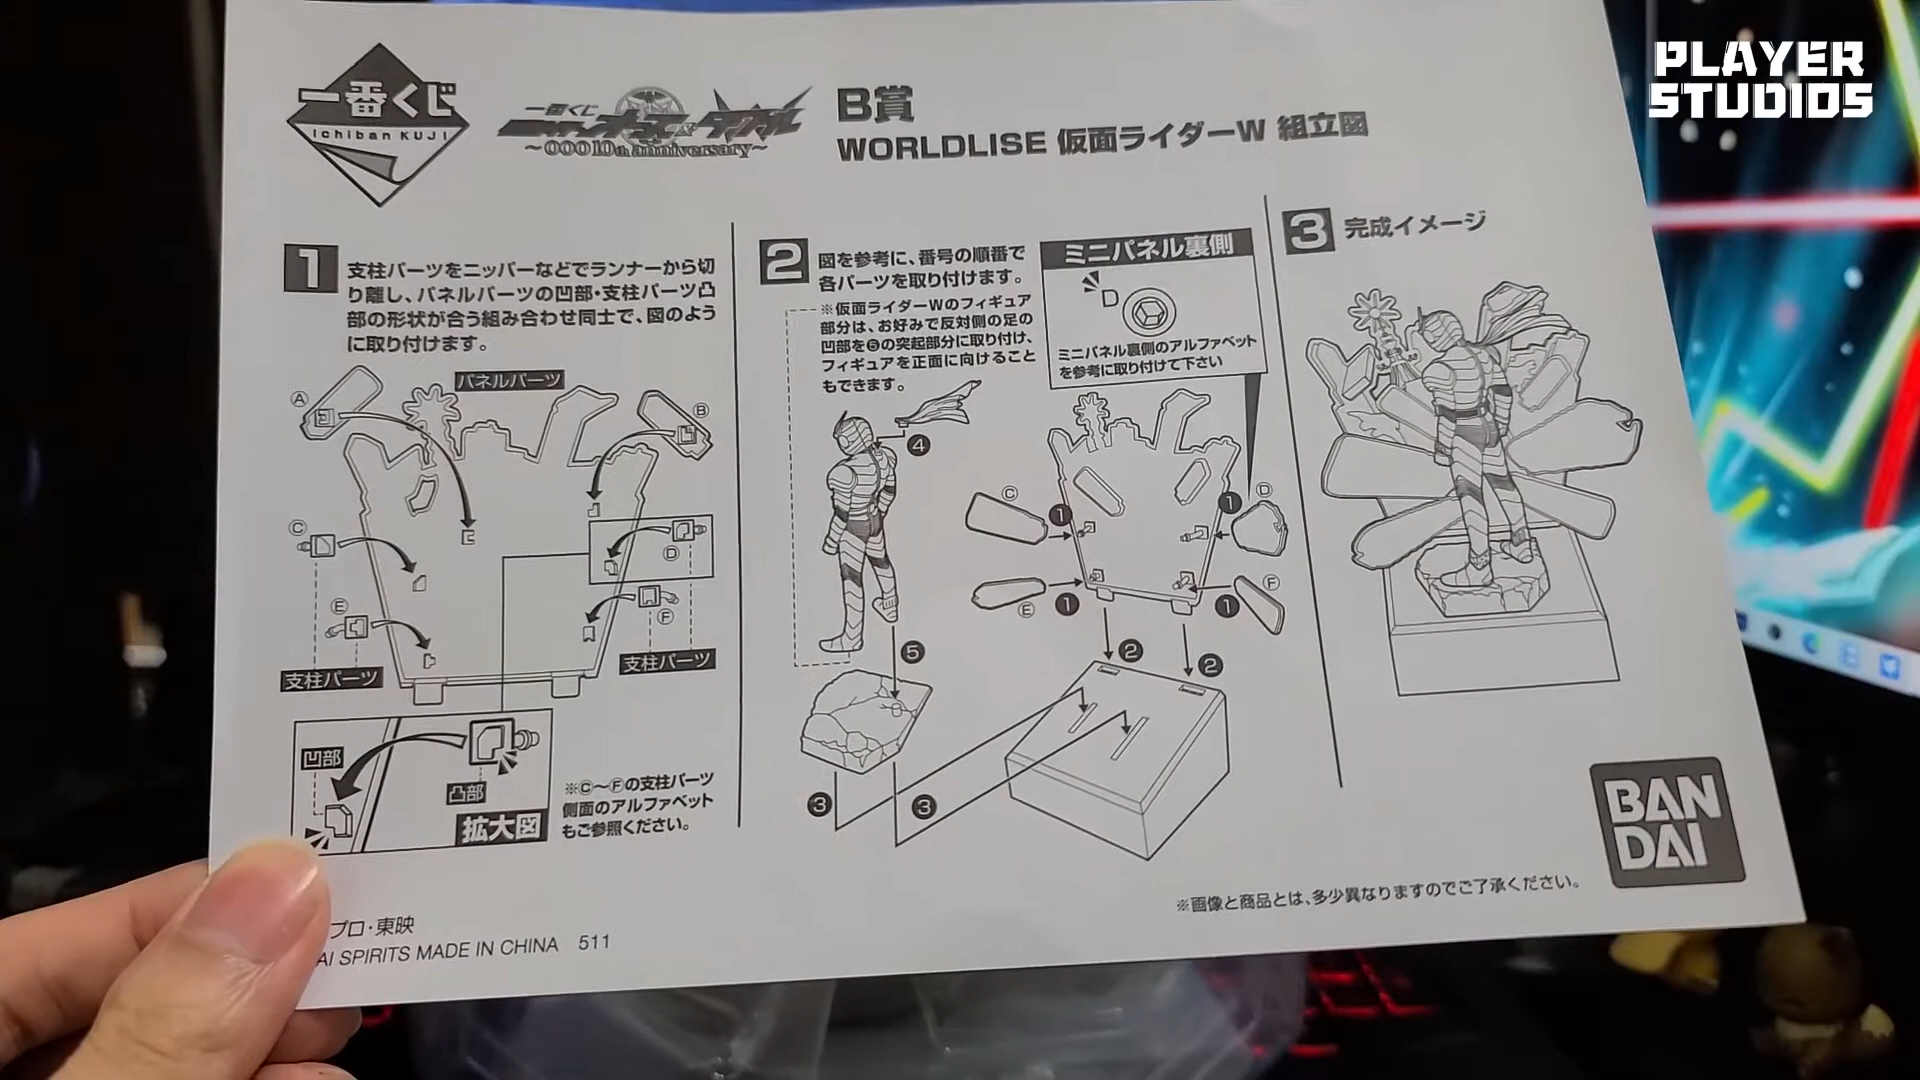 PLAYER
STUDIOS
一番くじ
Ichiban KUJI
一番くじ
～OOO 10th anniversary～
B賞
WORLDLISE 仮面ライダーW 組立図
1
支柱パーツをニッパーなどでランナーから切
り離し、パネルパーツの凹部・支柱パーツ凸
部の形状が合う組み合わせ同士で、図のよう
に取り付けます。
パネルパーツ
Ⓐ
Ⓑ
Ⓒ
Ⓓ
Ⓔ
Ⓕ
支柱パーツ
支柱パーツ
凹部
凸部
拡大図
※Ⓒ～Ⓕの支柱パーツ
側面のアルファベット
もご参照ください。
2
図を参考に、番号の順番で
各パーツを取り付けます。
※仮面ライダーWのフィギュア
部分は、お好みで反対側の足の
凹部を❺の突起部分に取り付け、
フィギュアを正面に向けること
もできます。
ミニパネル裏側
D
ミニパネル裏側のアルファベット
を参考に取り付けて下さい
❹
Ⓒ
❶
❶
Ⓓ
Ⓔ
❶
❶
Ⓕ
❺
❷
❷
❸
❸
3
完成イメージ
BAN
DAI
※画像と商品とは、多少異なりますのでご了承ください。
プロ・東映
AI SPIRITS MADE IN CHINA 511